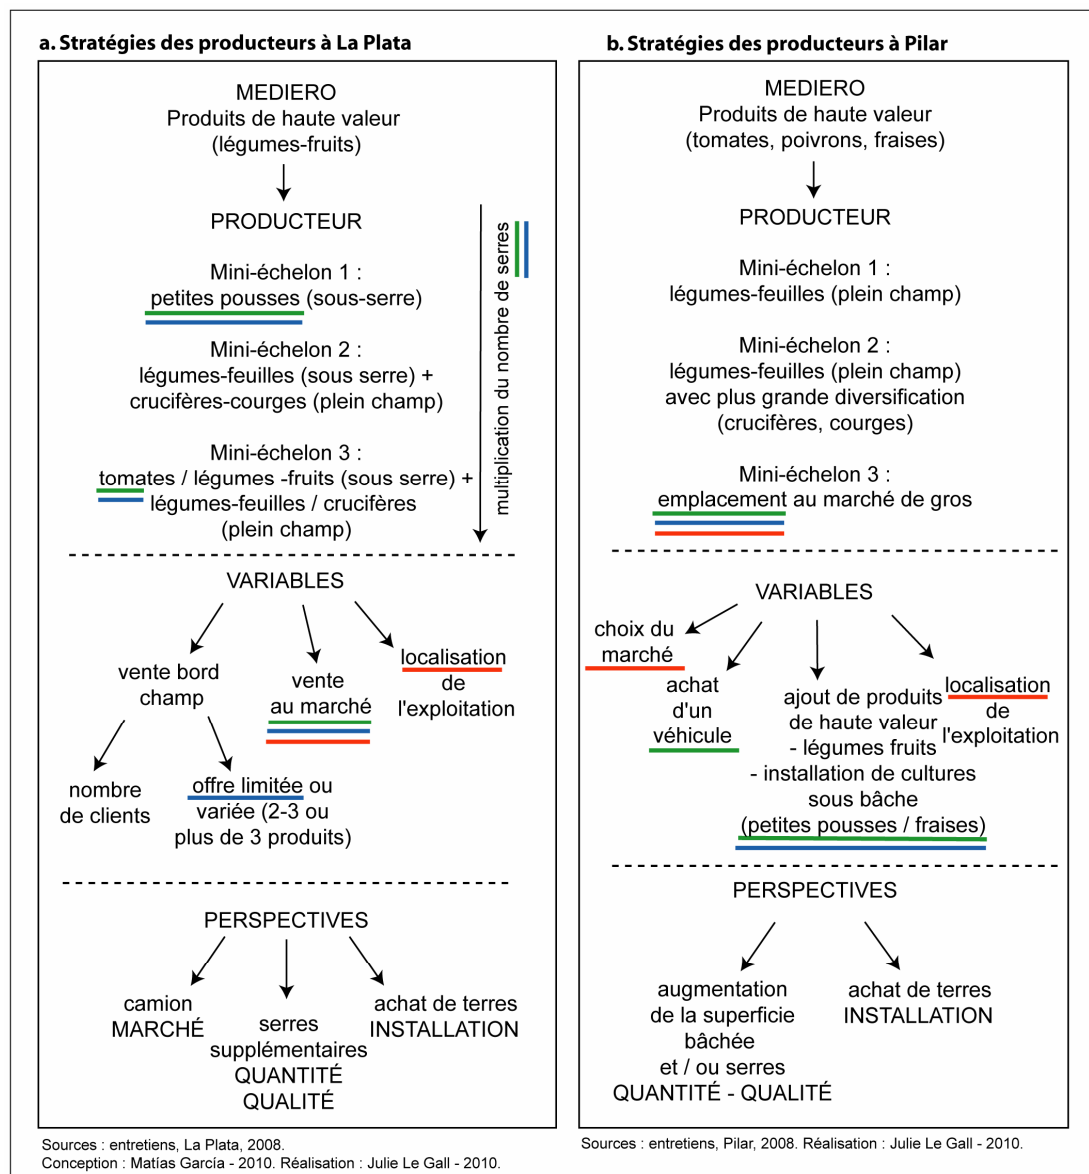 a. Stratégies des producteurs à La Plata
MEDIERO
Produits de haute valeur
(légumes-fruits)
PRODUCTEUR
Mini-échelon 1 :
petites pousses (sous-serre)
Mini-échelon 2 :
légumes-feuilles (sous serre) +
crucifères-courges (plein champ)
Mini-échelon 3 :
tomates / légumes -fruits (sous serre) +
légumes-feuilles / crucifères
(plein champ)
multiplication du nombre de serres
VARIABLES
vente bord
champ
vente
au marché
localisation
de
l'exploitation
nombre
de clients
offre limitée ou
variée (2-3 ou
plus de 3 produits)
PERSPECTIVES
camion
MARCHÉ
serres
supplémentaires
QUANTITÉ
QUALITÉ
achat de terres
INSTALLATION
Sources : entretiens, La Plata, 2008.
Conception : Matías García - 2010. Réalisation : Julie Le Gall - 2010.
b. Stratégies des producteurs à Pilar
MEDIERO
Produits de haute valeur
(tomates, poivrons, fraises)
PRODUCTEUR
Mini-échelon 1 :
légumes-feuilles (plein champ)
Mini-échelon 2 :
légumes-feuilles (plein champ)
avec plus grande diversification
(crucifères, courges)
Mini-échelon 3 :
emplacement au marché de gros
VARIABLES
choix du
marché
achat
d'un
véhicule
ajout de produits
de haute valeur
- légumes fruits
- installation de cultures
sous bâche
(petites pousses / fraises)
localisation
de
l'exploitation
PERSPECTIVES
augmentation
de la superficie
bâchée
et / ou serres
QUANTITÉ - QUALITÉ
achat de terres
INSTALLATION
Sources : entretiens, Pilar, 2008. Réalisation : Julie Le Gall - 2010.